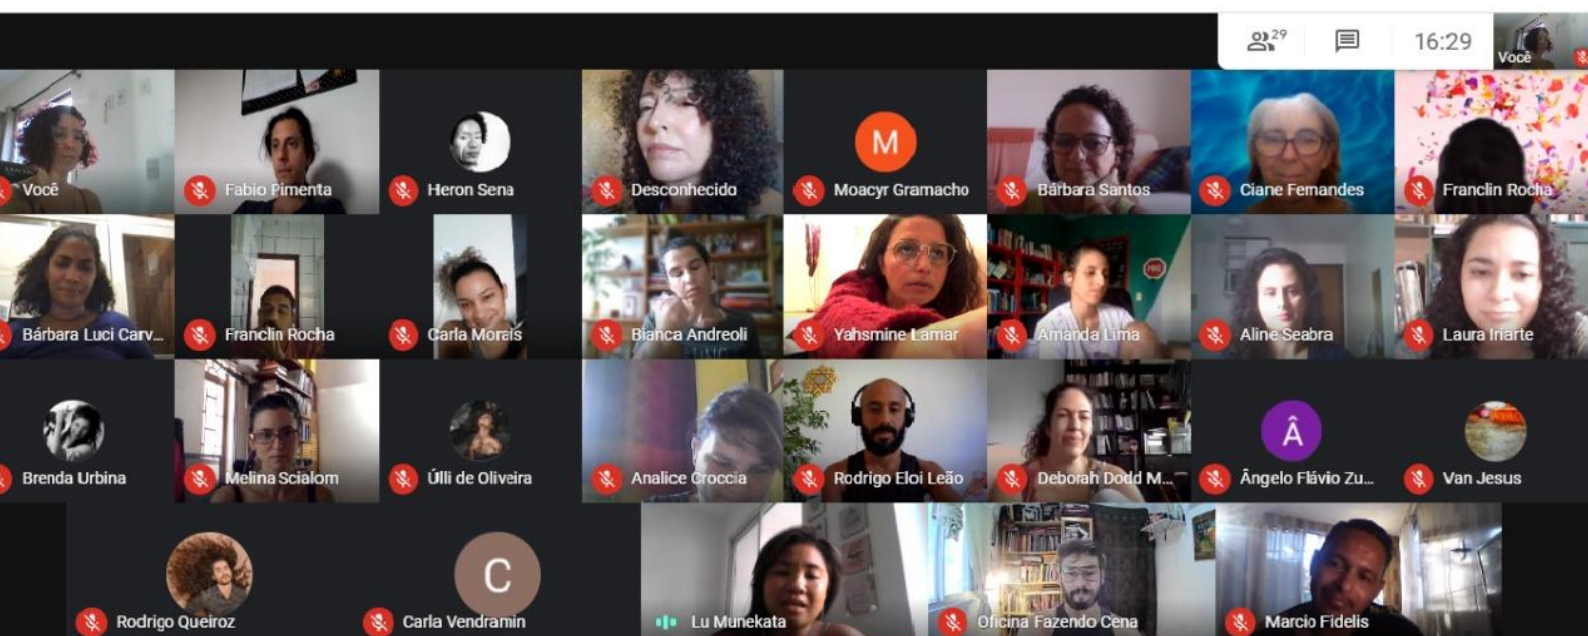 29
16:29
Você
Você
Fabio Pimenta
Heron Sena
Desconhecido
M
Moacyr Gramacho
Bárbara Santos
Ciane Fernandes
Franclin Rocha
Bárbara Luci Carv...
Franclin Rocha
Carla Morais
Bianca Andreoli
Yahsmine Lamar
Amanda Lima
Aline Seabra
Laura Iriarte
Brenda Urbina
Melina Scialom
Úlli de Oliveira
Analice Croccia
Rodrigo Eloi Leão
Deborah Dodd M...
Â
Ângelo Flávio Zu...
Van Jesus
Rodrigo Queiroz
C
Carla Vendramin
Lu Munekata
Oficina Fazendo Cena
Marcio Fidelis